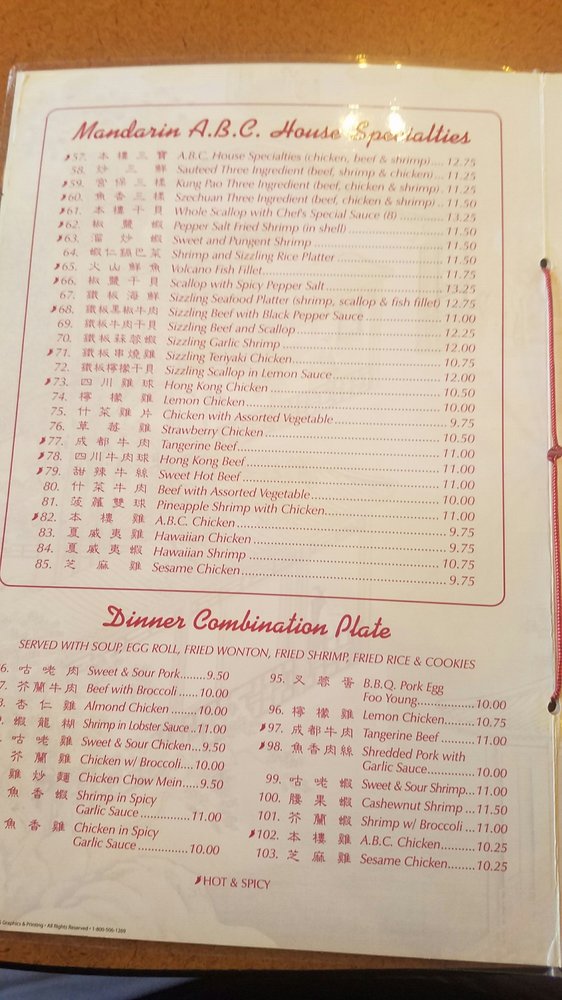 Mandarin A.B.C. House Specialties
57. 本樓三寶 A.B.C. House Specialties (chicken, beef & shrimp).... 12.75
58. 炒三鮮 Sauteed Three Ingredient (beef, shrimp & chicken)... 11.25
59. 宮保三樣 Kung Pao Three Ingredient (beef, chicken & shrimp) . 11.25
60. 魚香三樣 Szechuan Three Ingredient (beef, chicken & shrimp) .. 11.50
61. 本樓干貝 Whole Scallop with Chef's Special Sauce (8) ............ 13.25
62. 椒鹽蝦 Pepper Salt Fried Shrimp (in shell) ............ 11.50
63. 溜炒蝦 Sweet and Pungent Shrimp ............ 11.50
64. 蝦仁鍋巴菜 Shrimp and Sizzling Rice Platter ............ 11.50
65. 火山鮮魚 Volcano Fish Fillet............ 11.75
66. 椒鹽干貝 Scallop with Spicy Pepper Salt ............ 13.25
67. 鐵板海鮮 Sizzling Seafood Platter (shrimp, scallop & fish fillet) 12.75
68. 鐵板黑椒牛肉 Sizzling Beef with Black Pepper Sauce ............ 11.00
69. 鐵板牛肉干貝 Sizzling Beef and Scallop ............ 12.25
70. 鐵板蒜蓉蝦 Sizzling Garlic Shrimp ............ 12.00
71. 鐵板串燒雞 Sizzling Teriyaki Chicken............ 10.75
72. 鐵板檸檬干貝 Sizzling Scallop in Lemon Sauce............ 12.00
73. 四川雞球 Hong Kong Chicken ............ 10.50
74. 檸檬雞 Lemon Chicken............ 10.00
75. 什菜雞片 Chicken with Assorted Vegetable............ 9.75
76. 草莓雞 Strawberry Chicken ............ 10.50
77. 成都牛肉 Tangerine Beef............ 11.00
78. 四川牛肉球 Hong Kong Beef............ 11.00
79. 甜辣牛絲 Sweet Hot Beef ............ 11.00
80. 什菜牛肉 Beef with Assorted Vegetable............ 10.00
81. 菠蘿雙球 Pineapple Shrimp with Chicken............ 11.00
82. 本樓雞 A.B.C. Chicken ............ 9.75
83. 夏威夷雞 Hawaiian Chicken ............ 9.75
84. 夏威夷蝦 Hawaiian Shrimp ............ 10.75
85. 芝麻雞 Sesame Chicken............ 9.75
Dinner Combination Plate
SERVED WITH SOUP, EGG ROLL, FRIED WONTON, FRIED SHRIMP, FRIED RICE & COOKIES
6. 咕咾肉 Sweet & Sour Pork........ 9.50
7. 芥蘭牛肉 Beef with Broccoli ...... 10.00
杏仁雞 Almond Chicken .......... 10.00
蝦龍糊 Shrimp in Lobster Sauce .. 11.00
咕咾雞 Sweet & Sour Chicken... 9.50
芥蘭雞 Chicken w/ Broccoli.... 10.00
雞炒麵 Chicken Chow Mein..... 9.50
魚香蝦 Shrimp in Spicy
Garlic Sauce ............ 11.00
魚香雞 Chicken in Spicy
Garlic Sauce ............ 10.00
95. 叉蓉蛋 B.B.Q. Pork Egg
Foo Young............ 10.00
96. 檸檬雞 Lemon Chicken........ 10.75
97. 成都牛肉 Tangerine Beef ........ 11.00
98. 魚香肉絲 Shredded Pork with
Garlic Sauce............ 10.00
99. 咕咾蝦 Sweet & Sour Shrimp... 11.00
100. 腰果蝦 Cashewnut Shrimp ... 11.50
101. 芥蘭蝦 Shrimp w/ Broccoli ... 11.00
102. 本樓雞 A.B.C. Chicken........ 10.25
103. 芝麻雞 Sesame Chicken........ 10.25
HOT & SPICY
Graphics & Printing • All Rights Reserved • 1-800-506-1269